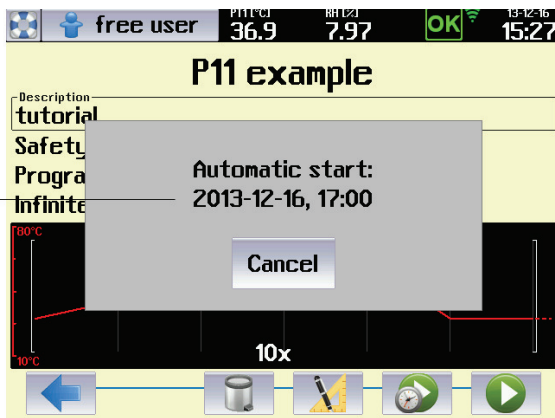 free user
PT1[°C]
36.9
RH [%]
7.97
OK
13-12-16
15:27
P11 example
Description
tutorial
Safety
Progra
Infinite
Automatic start:
2013-12-16, 17:00
Cancel
80°C
10°C
10x